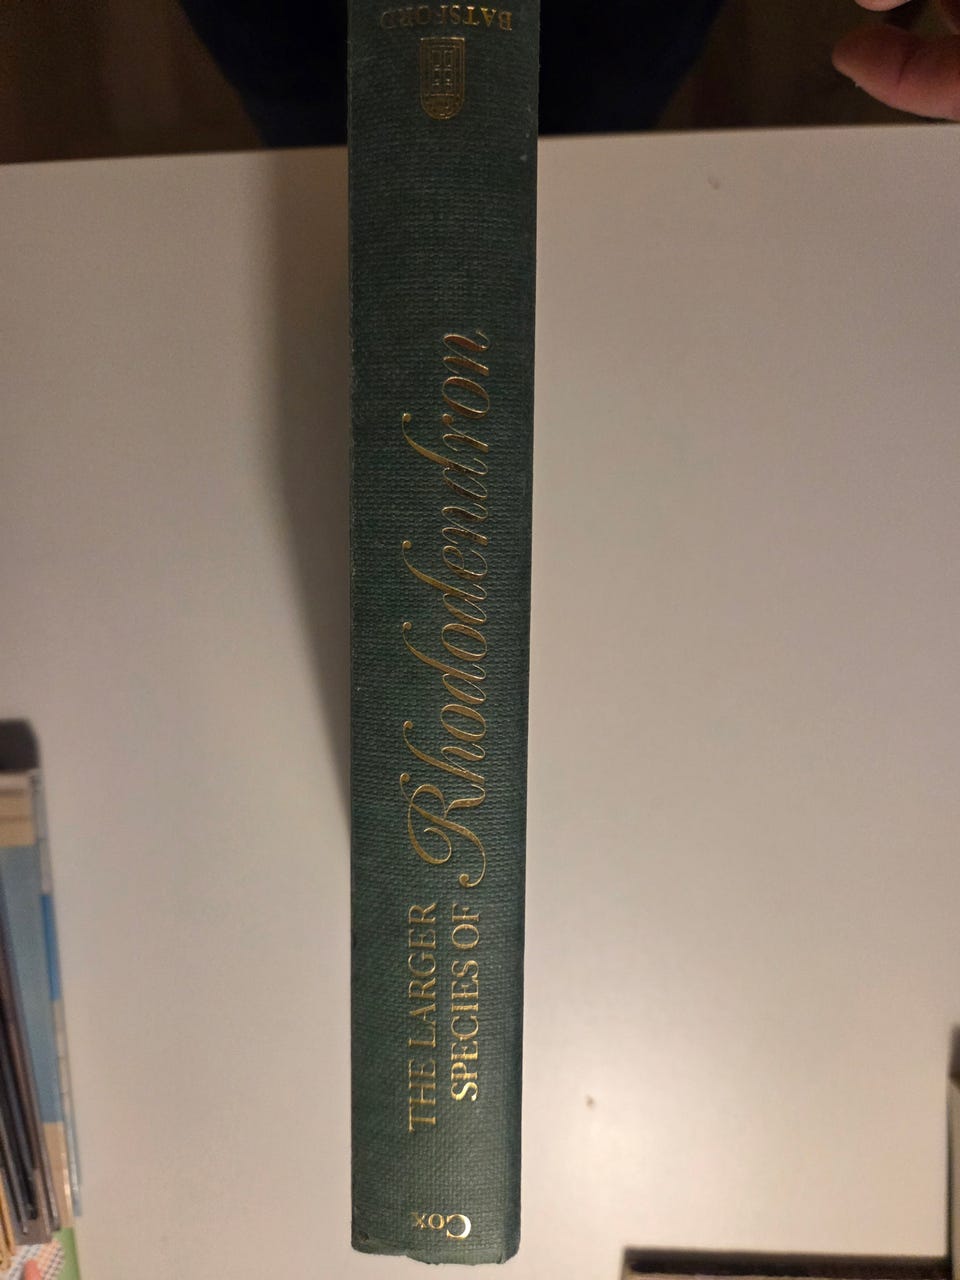 Cox
THE LARGER
SPECIES OF
Rhododendron
BATSFORD